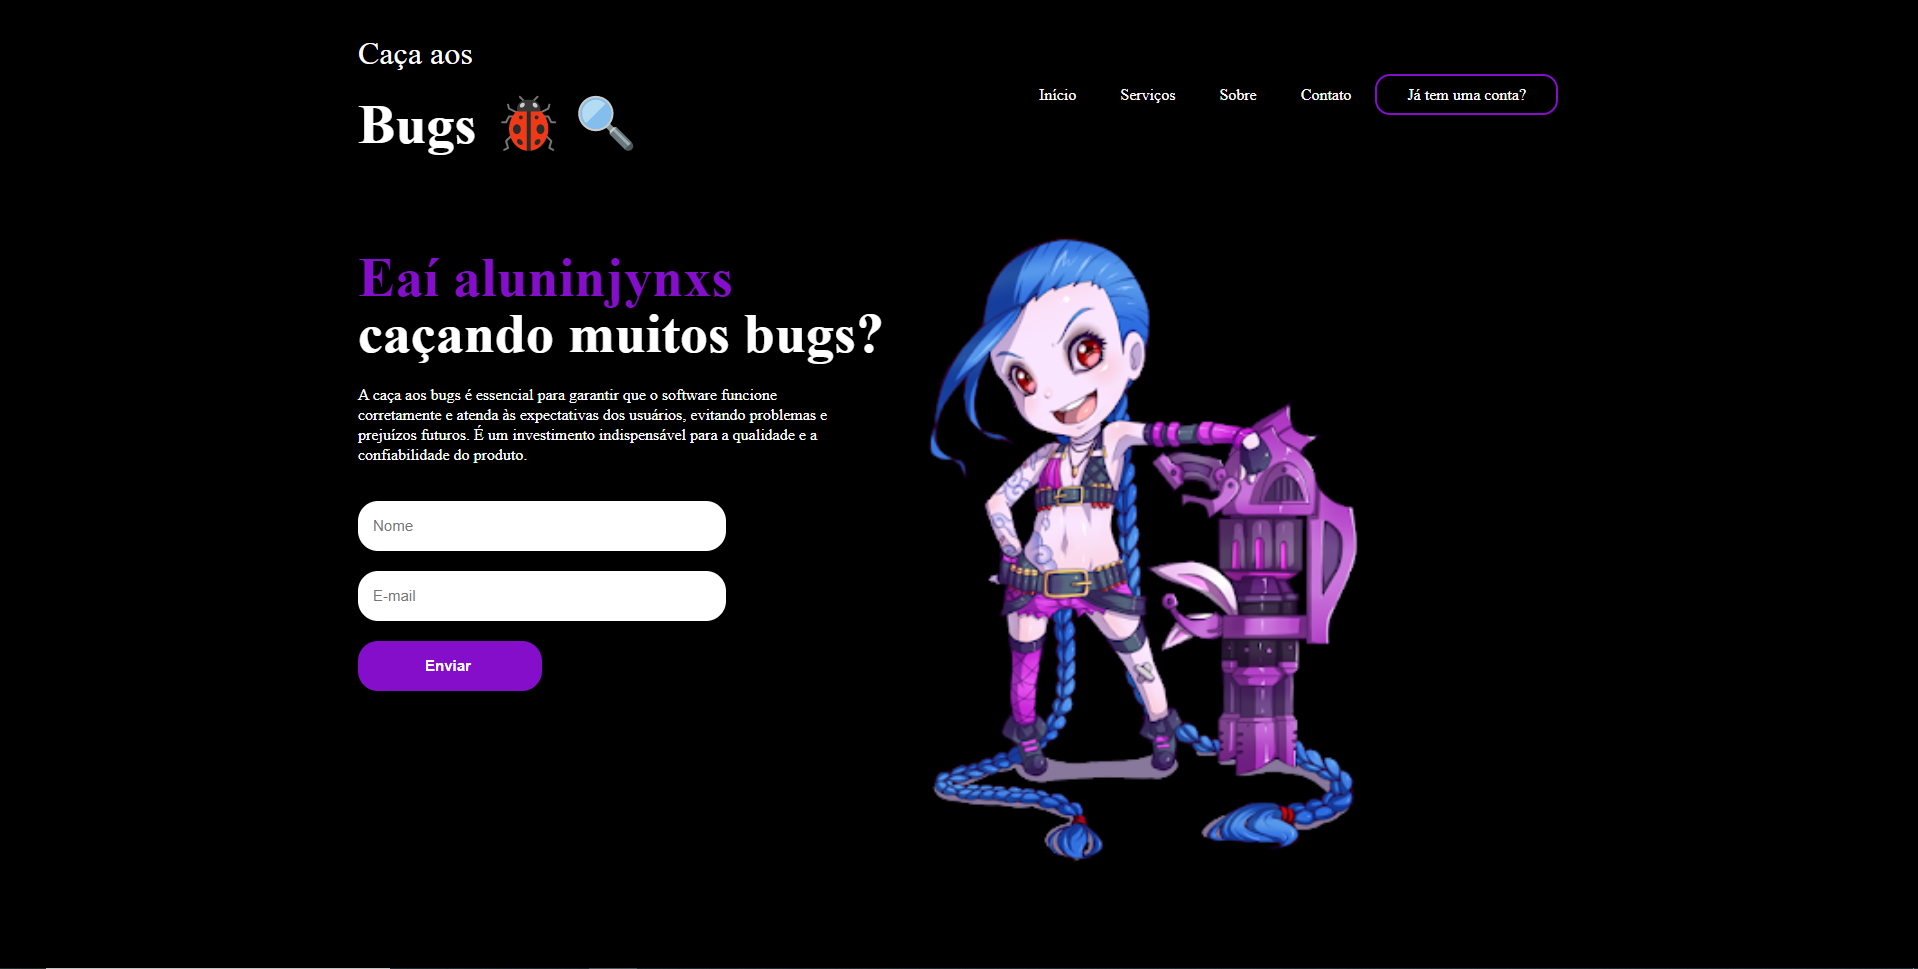 Caça aos
Bugs 🐞 🔍
Início
Serviços
Sobre
Contato
Já tem uma conta?
Eaí aluninjynxs
caçando muitos bugs?
A caça aos bugs é essencial para garantir que o software funcione
corretamente e atenda às expectativas dos usuários, evitando problemas e
prejuízos futuros. É um investimento indispensável para a qualidade e a
confiabilidade do produto.
Nome
E-mail
Enviar